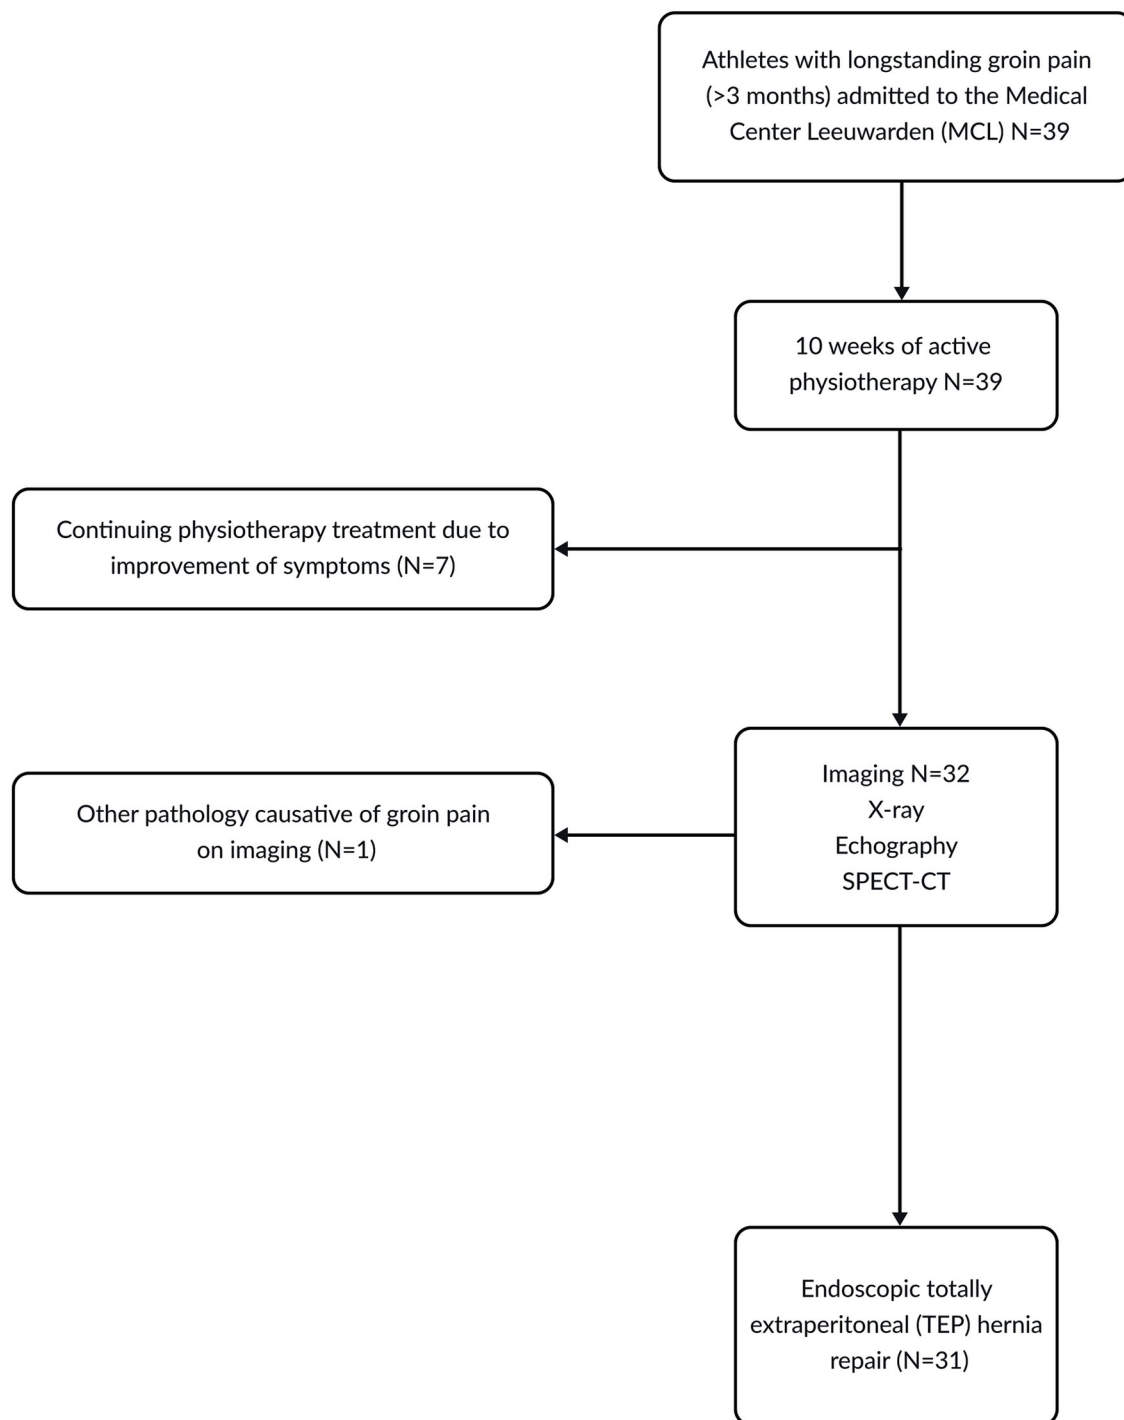 Athletes with longstanding groin pain
(>3 months) admitted to the Medical
Center Leeuwarden (MCL) N=39
10 weeks of active
physiotherapy N=39
Continuing physiotherapy treatment due to
improvement of symptoms (N=7)
Imaging N=32
X-ray
Echography
SPECT-CT
Other pathology causative of groin pain
on imaging (N=1)
Endoscopic totally
extraperitoneal (TEP) hernia
repair (N=31)